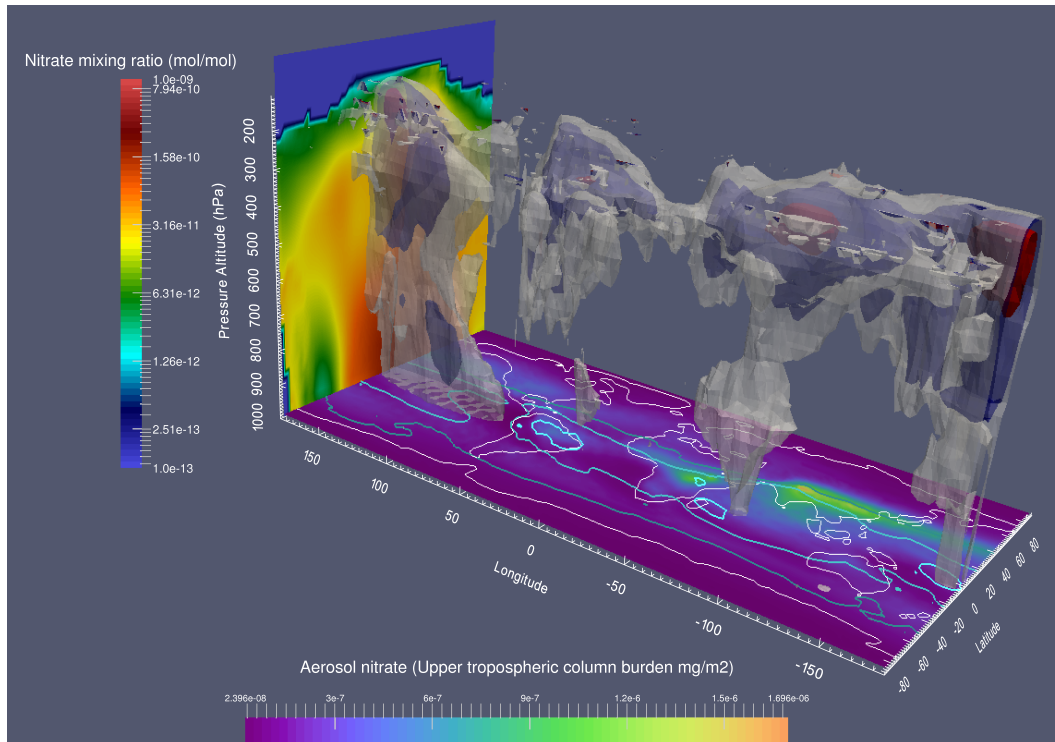 Nitrate mixing ratio (mol/mol)
1.0e-09
7.94e-10
1.58e-10
3.16e-11
6.31e-12
1.26e-12
2.51e-13
1.0e-13
Pressure Altitude (hPa)
200
300
400
500
600
700
800
900
1000
150
100
50
0
-50
-100
-150
Longitude
-80
-60
-40
-20
0
20
40
60
80
Latitude
Aerosol nitrate (Upper tropospheric column burden mg/m2)
2.396e-08 3e-7 6e-7 9e-7 1.2e-6 1.5e-6 1.696e-06